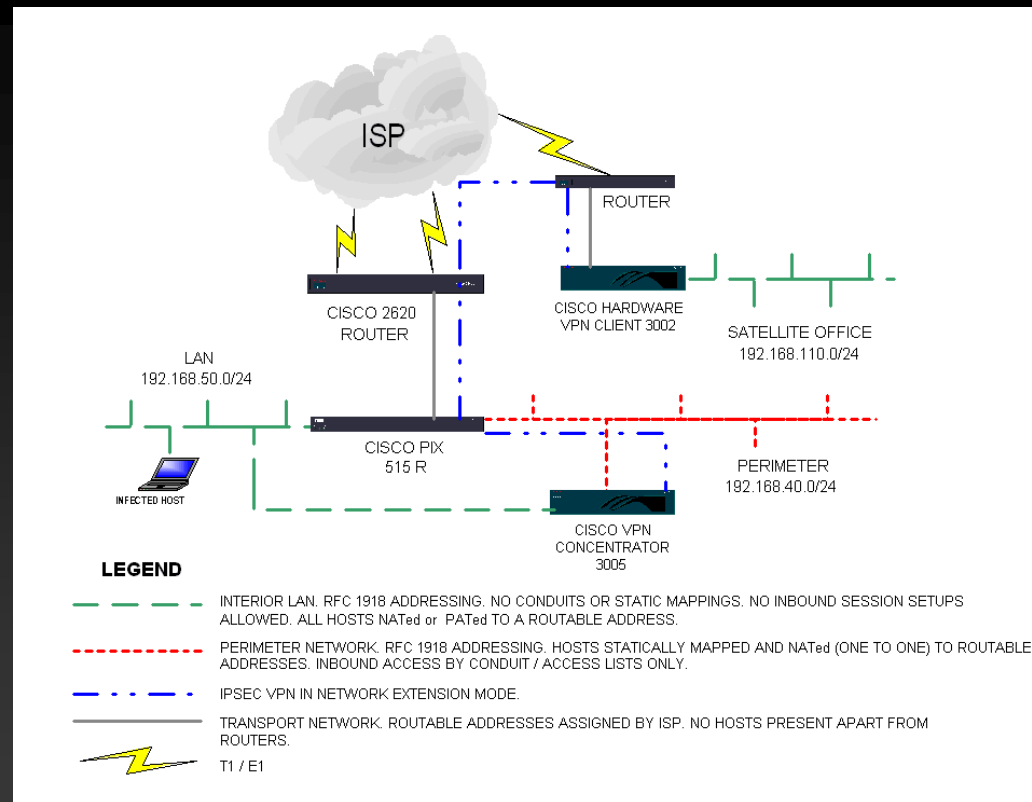 ISP
ROUTER
CISCO 2620
ROUTER
CISCO HARDWARE
VPN CLIENT 3002
SATELLITE OFFICE
192.168.110.0/24
LAN
192.168.50.0/24
CISCO PIX
515 R
INFECTED HOST
PERIMETER
192.168.40.0/24
CISCO VPN
CONCENTRATOR
3005
LEGEND
INTERIOR LAN. RFC 1918 ADDRESSING. NO CONDUITS OR STATIC MAPPINGS. NO INBOUND SESSION SETUPS
ALLOWED. ALL HOSTS NATed or PATed TO A ROUTABLE ADDRESS.
PERIMETER NETWORK. RFC 1918 ADDRESSING. HOSTS STATICALLY MAPPED AND NATed (ONE TO ONE) TO ROUTABLE
ADDRESSES. INBOUND ACCESS BY CONDUIT / ACCESS LISTS ONLY.
IPSEC VPN IN NETWORK EXTENSION MODE.
TRANSPORT NETWORK. ROUTABLE ADDRESSES ASSIGNED BY ISP. NO HOSTS PRESENT APART FROM
ROUTERS.
T1 / E1